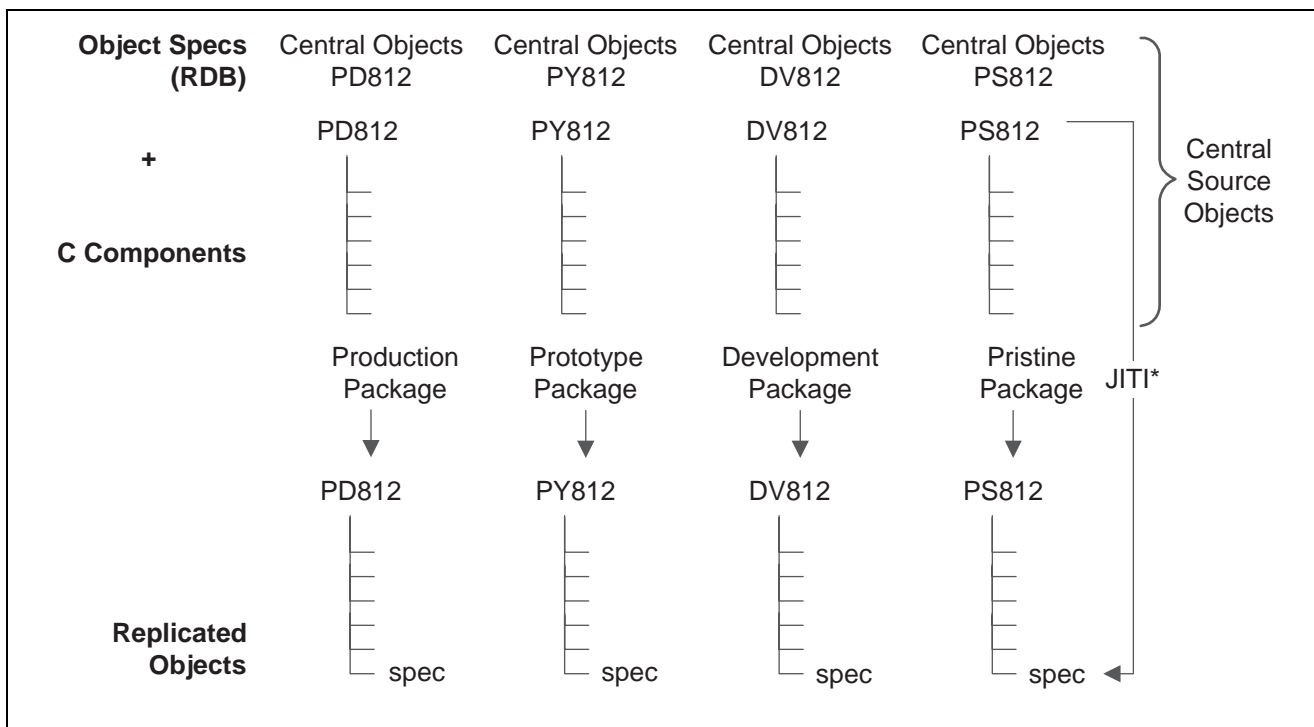 Object Specs
(RDB)
Central Objects
PD812
Central Objects
PY812
Central Objects
DV812
Central Objects
PS812
+
PD812
PY812
DV812
PS812
C Components
Central
Source
Objects
Production
Package
Prototype
Package
Development
Package
Pristine
Package
JITI*
PD812
PY812
DV812
PS812
Replicated
Objects
spec
spec
spec
spec